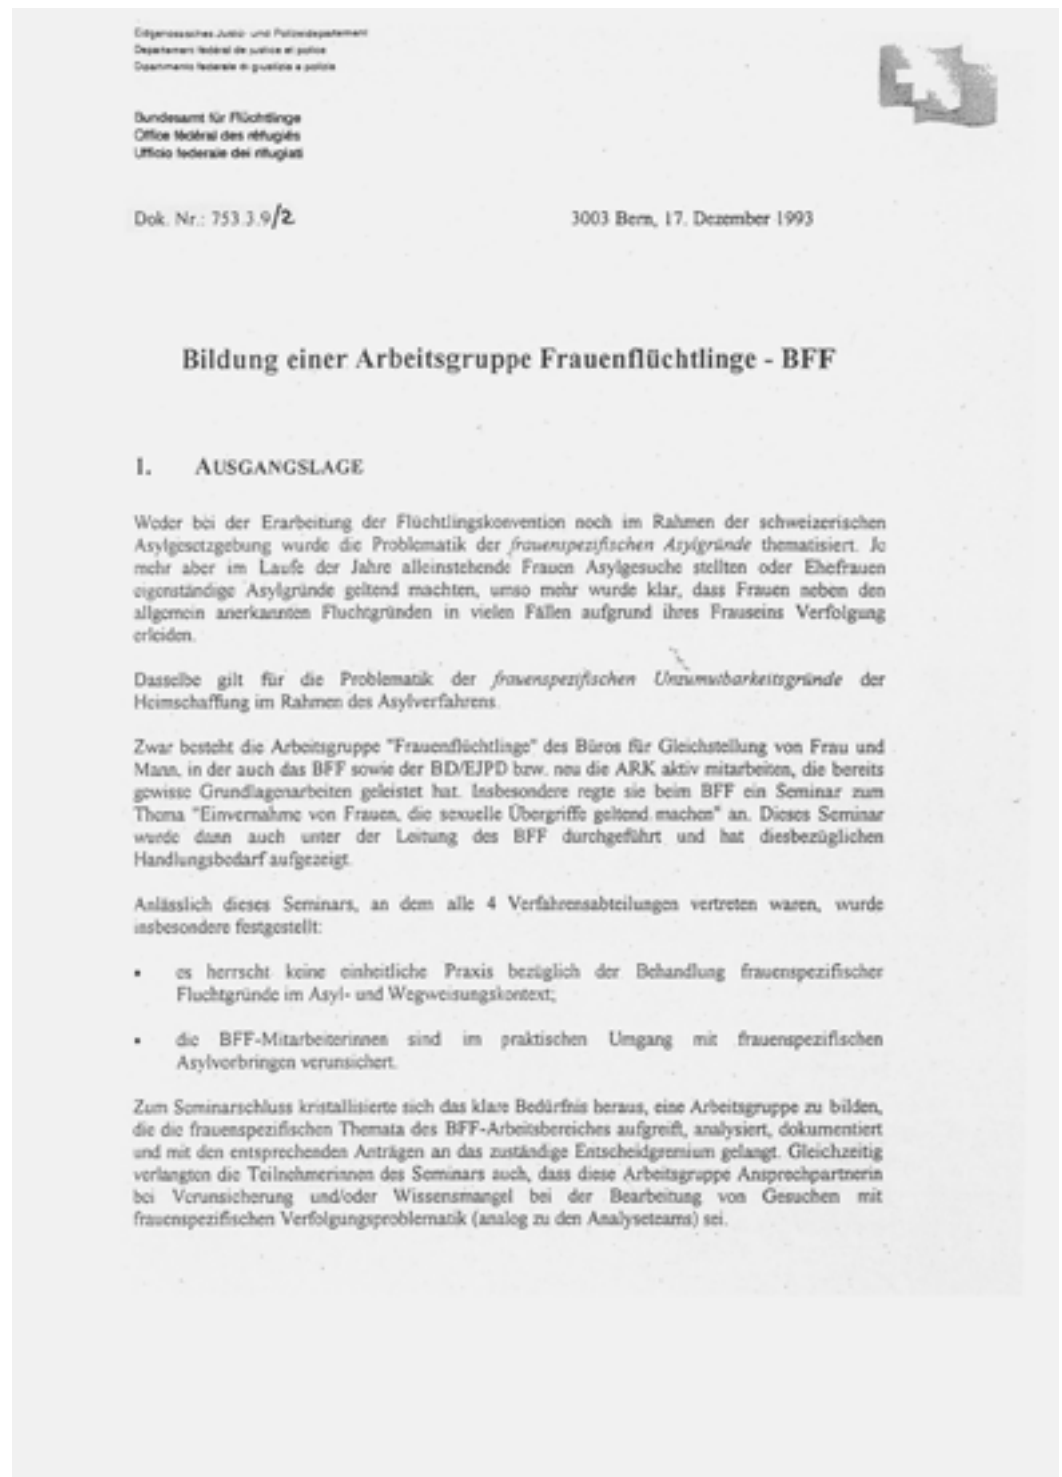 Eidgenössisches Justiz- und Polizeidepartement
Département fédéral de justice et police
Dipartimento federale di giustizia e polizia
Bundesamt für Flüchtlinge
Office fédéral des réfugiés
Ufficio federale dei rifugiati
Dok. Nr.: 753.3.9/2
3003 Bern, 17. Dezember 1993
Bildung einer Arbeitsgruppe Frauenflüchtlinge - BFF
1. AUSGANGSLAGE
Weder bei der Erarbeitung der Flüchtlingskonvention noch im Rahmen der schweizerischen
Asylgesetzgebung wurde die Problematik der frauenspezifischen Asylgründe thematisiert. Je
mehr aber im Laufe der Jahre alleinstehende Frauen Asylgesuche stellten oder Ehefrauen
eigenständige Asylgründe geltend machten, umso mehr wurde klar, dass Frauen neben den
allgemein anerkannten Fluchtgründen in vielen Fällen aufgrund ihres Frauseins Verfolgung
erleiden.
Dasselbe gilt für die Problematik der frauenspezifischen Unzumutbarkeitsgründe der
Heimschaffung im Rahmen des Asylverfahrens.
Zwar besteht die Arbeitsgruppe "Frauenflüchtlinge" des Büros für Gleichstellung von Frau und
Mann, in der auch das BFF sowie der BD/EJPD bzw. neu die ARK aktiv mitarbeiten, die bereits
gewisse Grundlagenarbeiten geleistet hat. Insbesondere regte sie beim BFF ein Seminar zum
Thema "Einvernahme von Frauen, die sexuelle Übergriffe geltend machen" an. Dieses Seminar
wurde dann auch unter der Leitung des BFF durchgeführt und hat diesbezüglichen
Handlungsbedarf aufgezeigt.
Anlässlich dieses Seminars, an dem alle 4 Verfahrensabteilungen vertreten waren, wurde
insbesondere festgestellt:
• es herrscht keine einheitliche Praxis bezüglich der Behandlung frauenspezifischer
Fluchtgründe im Asyl- und Wegweisungskontext;
• die BFF-Mitarbeiterinnen sind im praktischen Umgang mit frauenspezifischen
Asylvorbringen verunsichert.
Zum Seminarschluss kristallisierte sich das klare Bedürfnis heraus, eine Arbeitsgruppe zu bilden,
die die frauenspezifischen Themata des BFF-Arbeitsbereiches aufgreift, analysiert, dokumentiert
und mit den entsprechenden Anträgen an das zuständige Entscheidgremium gelangt. Gleichzeitig
verlangten die Teilnehmerinnen des Seminars auch, dass diese Arbeitsgruppe Ansprechpartnerin
bei Verunsicherung und/oder Wissensmangel bei der Bearbeitung von Gesuchen mit
frauenspezifischen Verfolgungsproblematik (analog zu den Analyseteams) sei.